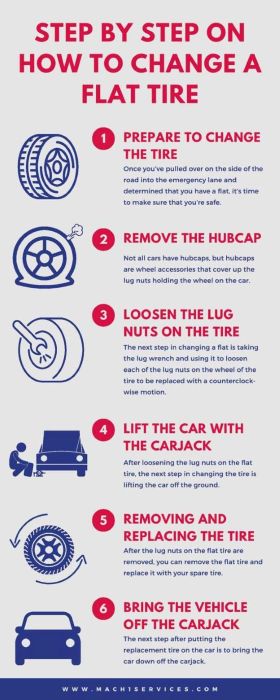 STEP BY STEP ON
HOW TO CHANGE A
FLAT TIRE
1
PREPARE TO CHANGE
THE TIRE
Once you've pulled over on the side of the
road into the emergency lane and
determined that you have a flat, it's time
to make sure that you're safe.
2
REMOVE THE HUBCAP
Not all cars have hubcaps, but hubcaps
are wheel accessories that cover up the
lug nuts holding the wheel on the car.
3
LOOSEN THE LUG
NUTS ON THE TIRE
The next step in changing a flat is taking
the lug wrench and using it to loosen
each of the lug nuts on the wheel of the
tire to be replaced with a counterclock-
wise motion.
4
LIFT THE CAR WITH
THE CARJACK
After loosening the lug nuts on the flat
tire, the next step in changing the tire is
lifting the car off the ground.
5
REMOVING AND
REPLACING THE TIRE
After the lug nuts on the flat tire are
removed, you can remove the flat tire and
replace it with your spare tire.
6
BRING THE VEHICLE
OFF THE CARJACK
The next step after putting the
replacement tire on the car is to bring the
car down off the carjack.
WWW.MACH1SERVICES.COM